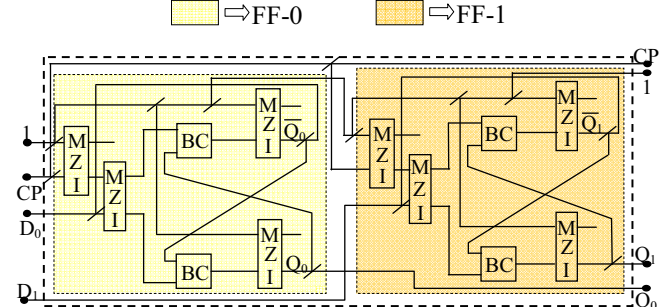 ⇨FF-0 ⇨FF-1
CP
1
M Z I Q̅₀ M Z I Q̅₁
1 M Z I BC M Z I BC
M Z I M Z I
CP
D₀
M Z I Q₀ M Z I Q₁ Q₁
BC BC
D₁ Q₀